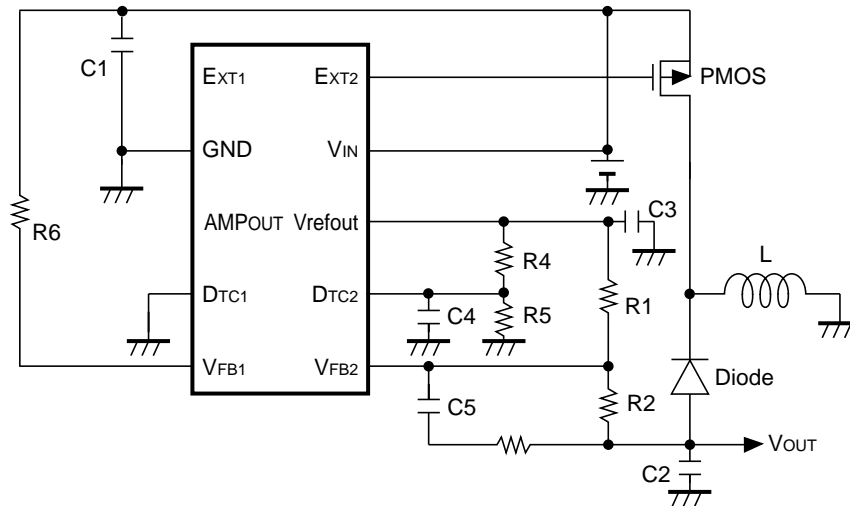 C1
EXT1
EXT2
PMOS
GND
VIN
R6
AMPOUT
Vrefout
C3
R4
L
DTC1
DTC2
C4
R5
R1
VFB1
VFB2
Diode
C5
R2
VOUT
C2